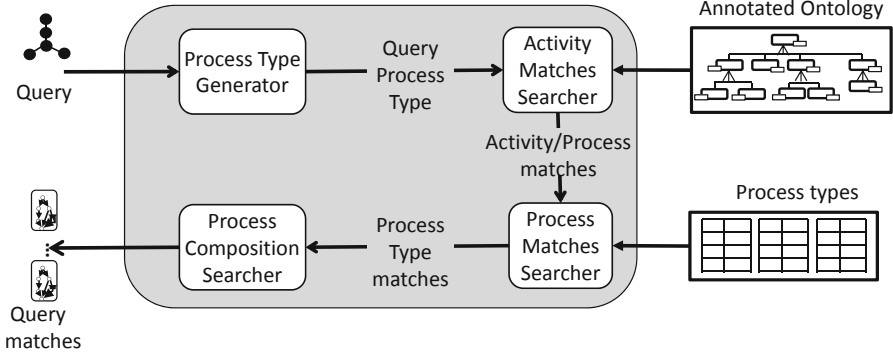 Annotated Ontology
Query
Process Type
Generator
Query
Process
Type
Activity
Matches
Searcher
Activity/Process
matches
Process types
Process
Composition
Searcher
Process
Type
matches
Process
Matches
Searcher
Query
matches